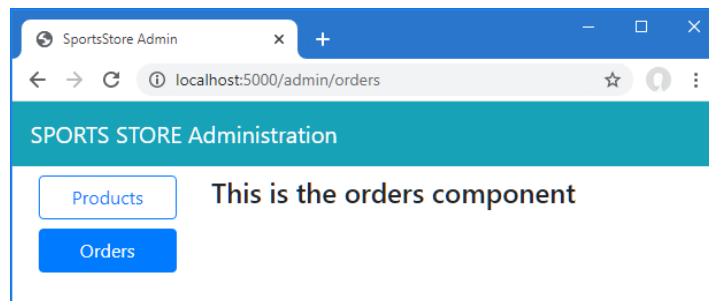 SportsStore Admin
localhost:5000/admin/orders
SPORTS STORE Administration
Products
This is the orders component
Orders